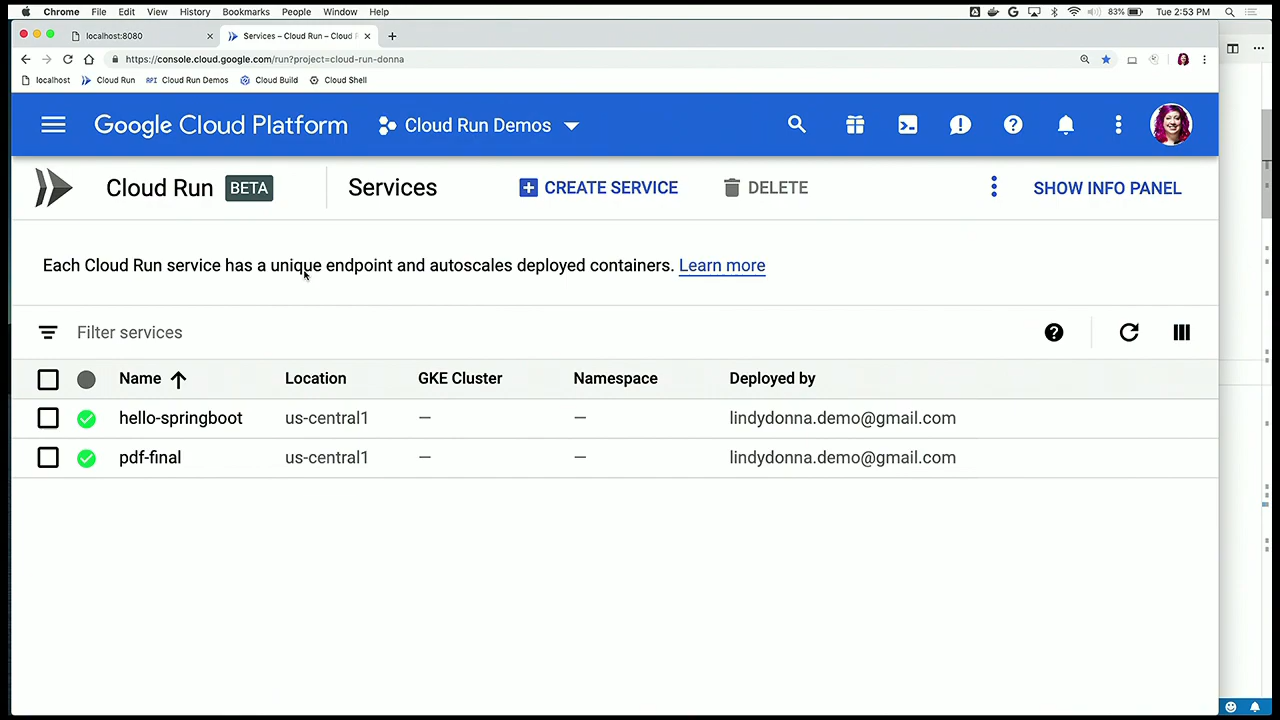 Chrome File Edit View History Bookmarks People Window Help 83% Tue 2:53 PM
localhost:8080 Services – Cloud Run – Cloud
https://console.cloud.google.com/run?project=cloud-run-donna
localhost Cloud Run RPI Cloud Run Demos Cloud Build Cloud Shell
Google Cloud Platform Cloud Run Demos
Cloud Run BETA Services CREATE SERVICE DELETE SHOW INFO PANEL
Each Cloud Run service has a unique endpoint and autoscales deployed containers. Learn more
Filter services
Name Location GKE Cluster Namespace Deployed by
hello-springboot us-central1 — — lindydonna.demo@gmail.com
pdf-final us-central1 — — lindydonna.demo@gmail.com